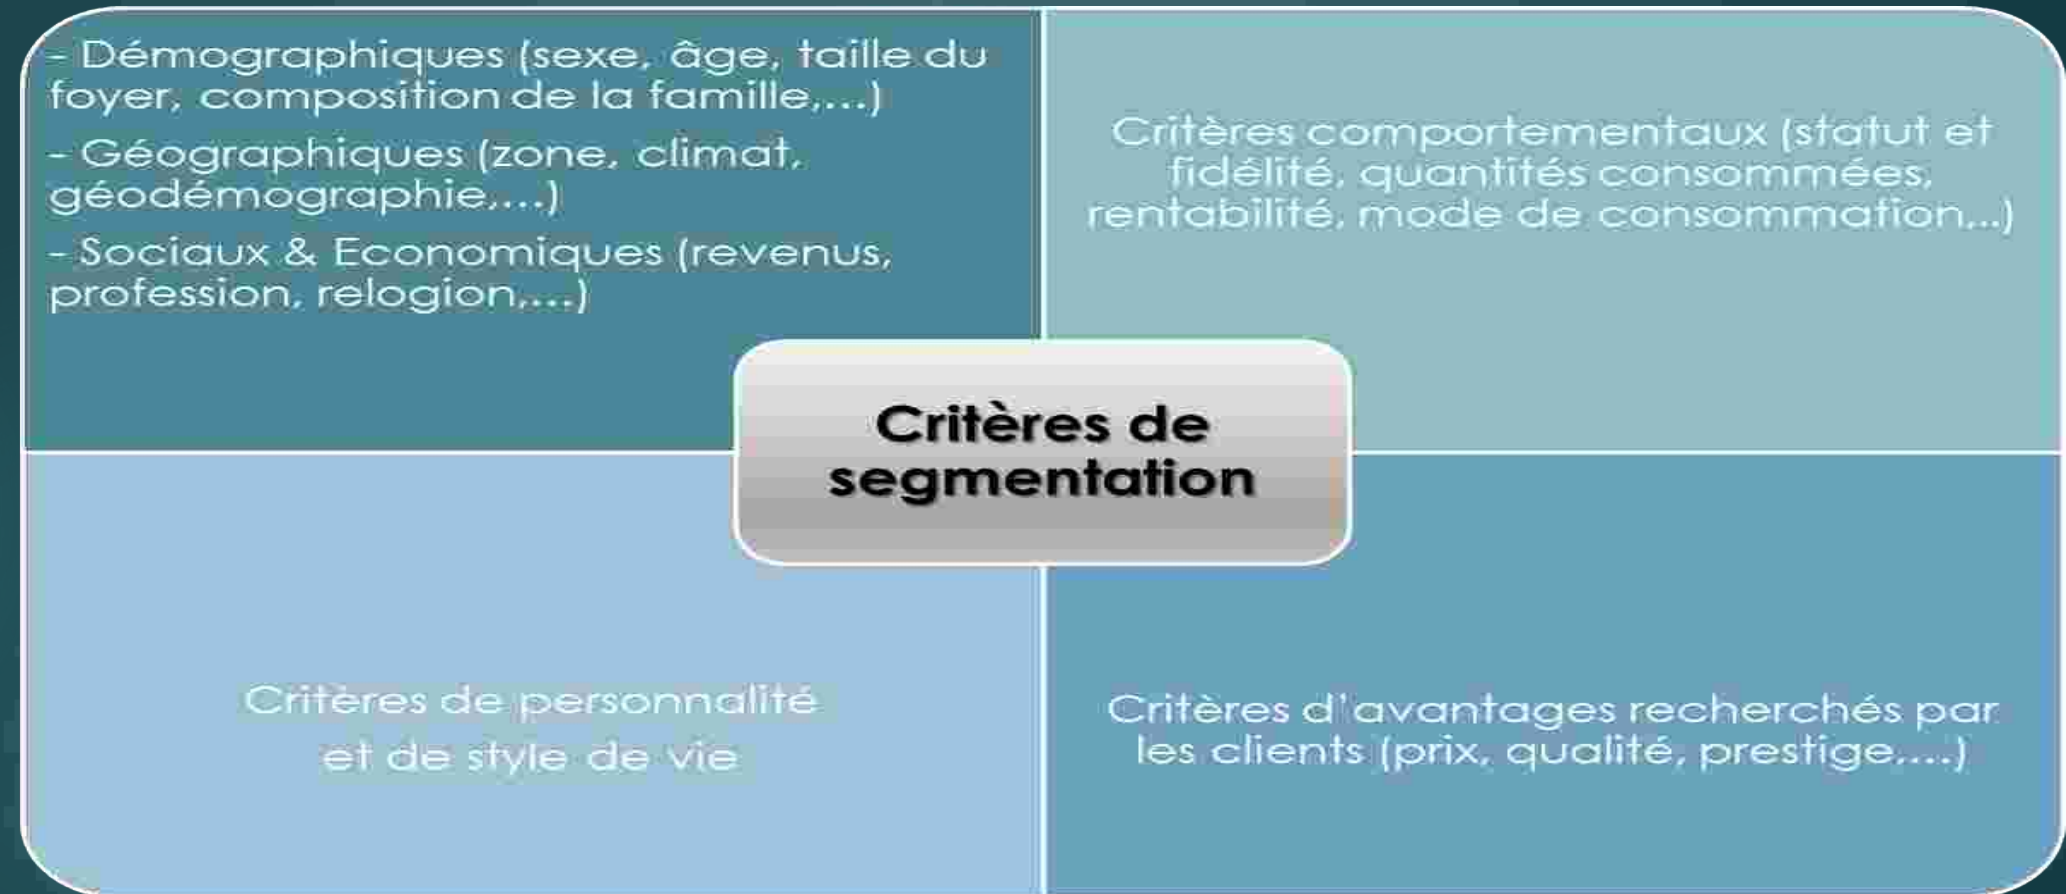 - Démographiques (sexe, âge, taille du
foyer, composition de la famille,...)
- Géographiques (zone, climat,
géodémographie,...)
- Sociaux & Economiques (revenus,
profession, relogion,...)
Critères comportementaux (statut et
fidélité, quantités consommées,
rentabilité, mode de consommation,..)
Critères de
segmentation
Critères de personnalité
et de style de vie
Critères d'avantages recherchés par
les clients (prix, qualité, prestige,...)